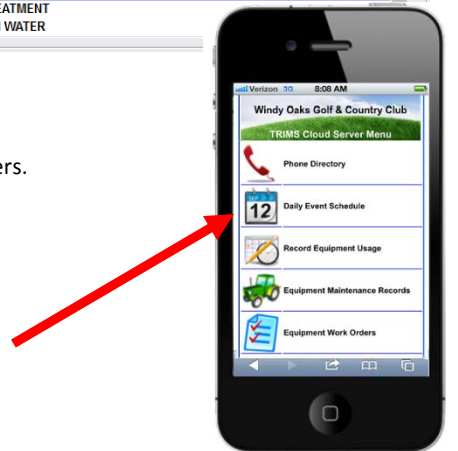 EATMENT
WATER
ers.
Verizon 3G 8:08 AM
Windy Oaks Golf & Country Club
TRIMS Cloud Server Menu
Phone Directory
12
Daily Event Schedule
Record Equipment Usage
Equipment Maintenance Records
Equipment Work Orders